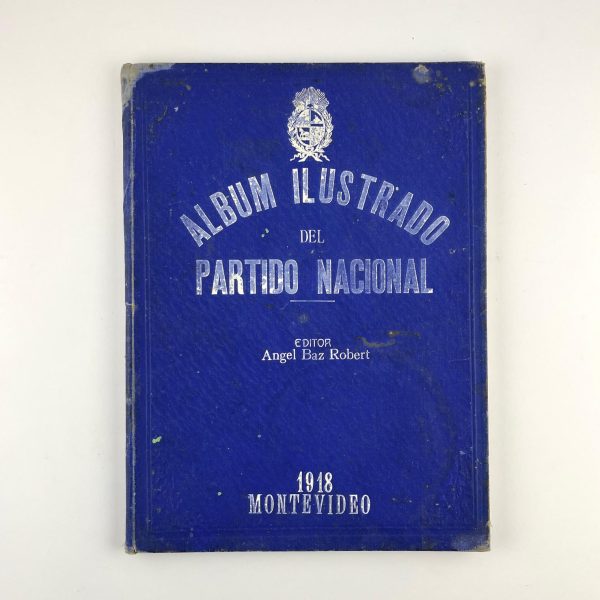 ALBUM ILUSTRADO
DEL
PARTIDO NACIONAL
EDITOR
Angel Baz Robert
1918
MONTEVIDEO